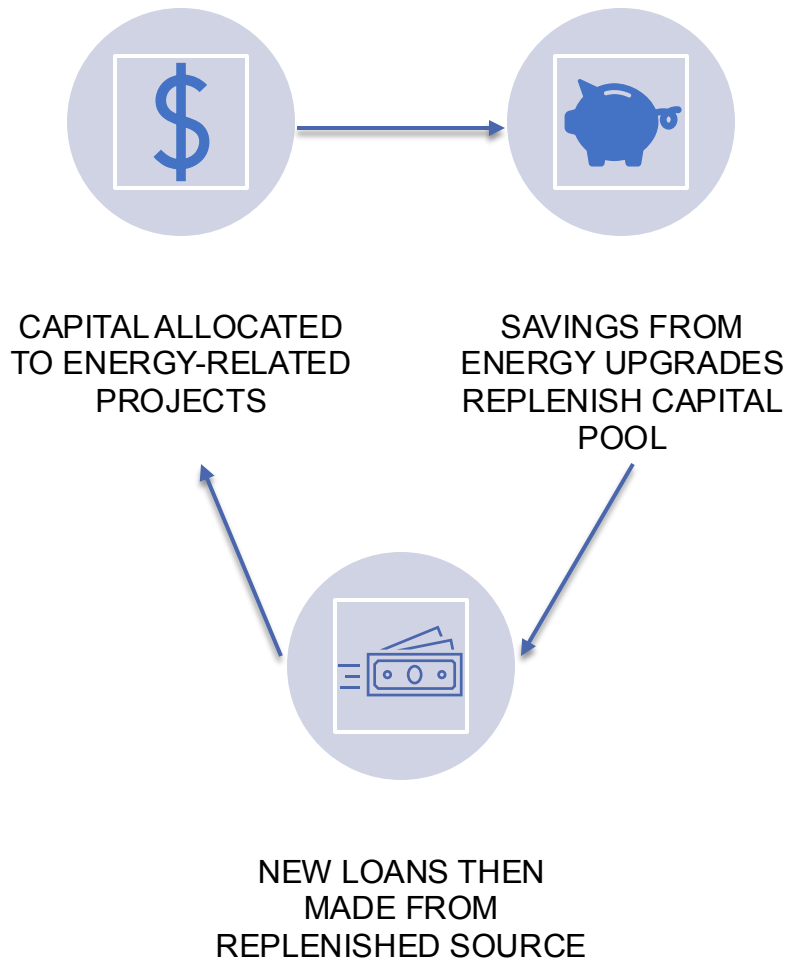 CAPITAL ALLOCATED
TO ENERGY-RELATED
PROJECTS
SAVINGS FROM
ENERGY UPGRADES
REPLENISH CAPITAL
POOL
NEW LOANS THEN
MADE FROM
REPLENISHED SOURCE